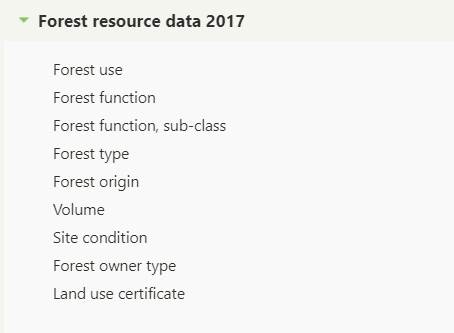 Forest resource data 2017
Forest use
Forest function
Forest function, sub-class
Forest type
Forest origin
Volume
Site condition
Forest owner type
Land use certificate